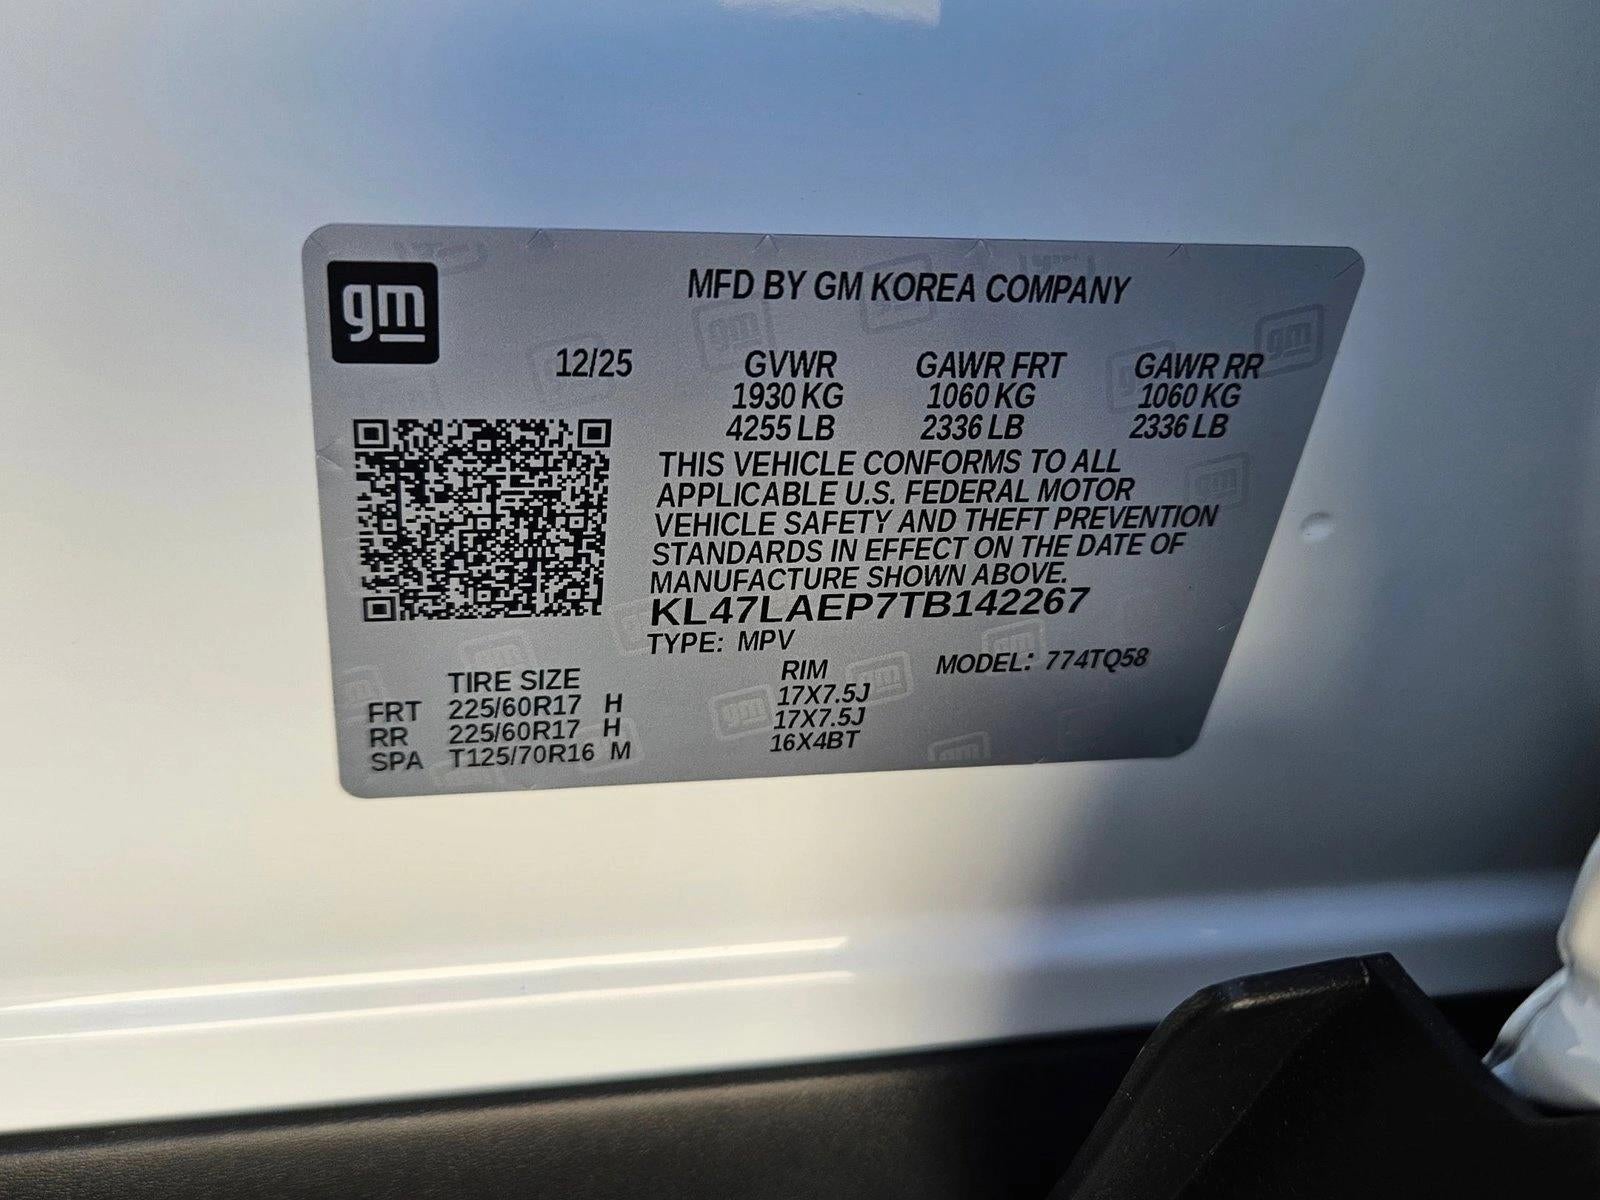 gm
MFD BY GM KOREA COMPANY
12/25 GVWR GAWR FRT GAWR RR
1930 KG 1060 KG 1060 KG
4255 LB 2336 LB 2336 LB
THIS VEHICLE CONFORMS TO ALL
APPLICABLE U.S. FEDERAL MOTOR
VEHICLE SAFETY AND THEFT PREVENTION
STANDARDS IN EFFECT ON THE DATE OF
MANUFACTURE SHOWN ABOVE.
KL47LAEP7TB142267
TYPE: MPV MODEL: 774TQ58
TIRE SIZE RIM
FRT 225/60R17 H 17X7.5J
RR 225/60R17 H 17X7.5J
SPA T125/70R16 M 16X4BT